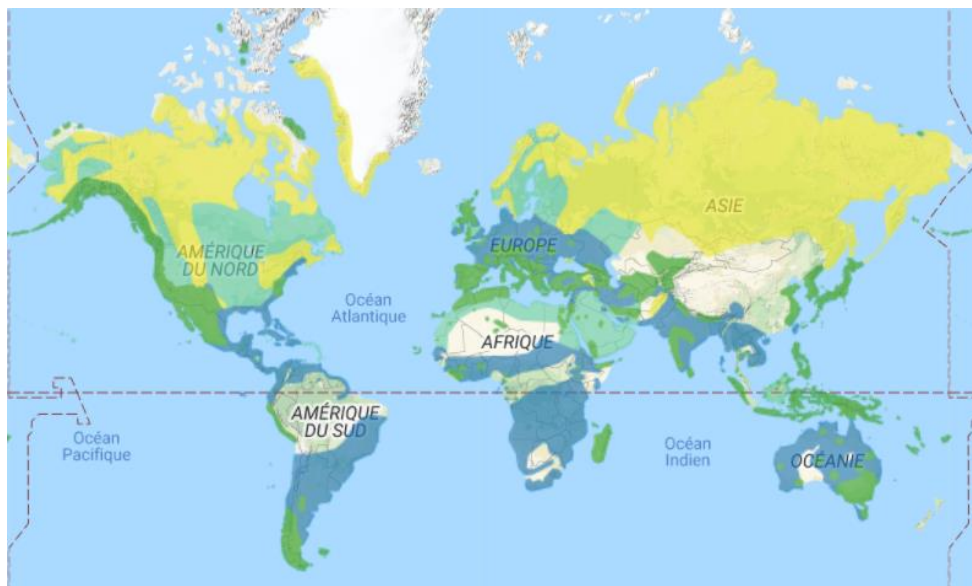 ASIE
AMÉRIQUE
DU NORD
EUROPE
Océan
Atlantique
AFRIQUE
AMÉRIQUE
DU SUD
Océan
Pacifique
Océan
Indien
OCÉANIE